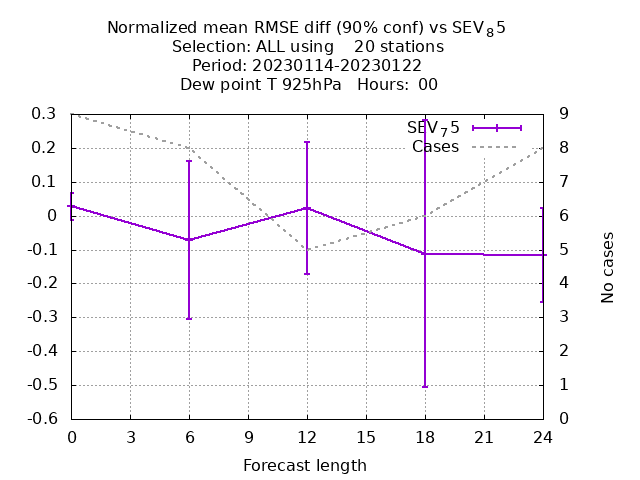 Normalized mean RMSE diff (90% conf) vs SEV₈5
Selection: ALL using    20 stations
Period: 20230114-20230122
Dew point T 925hPa   Hours:  00
SEV₇5
Cases
0.3
0.2
0.1
0
-0.1
-0.2
-0.3
-0.4
-0.5
-0.6
9
8
7
6
5
4
3
2
1
0
No cases
0 3 6 9 12 15 18 21 24
Forecast length